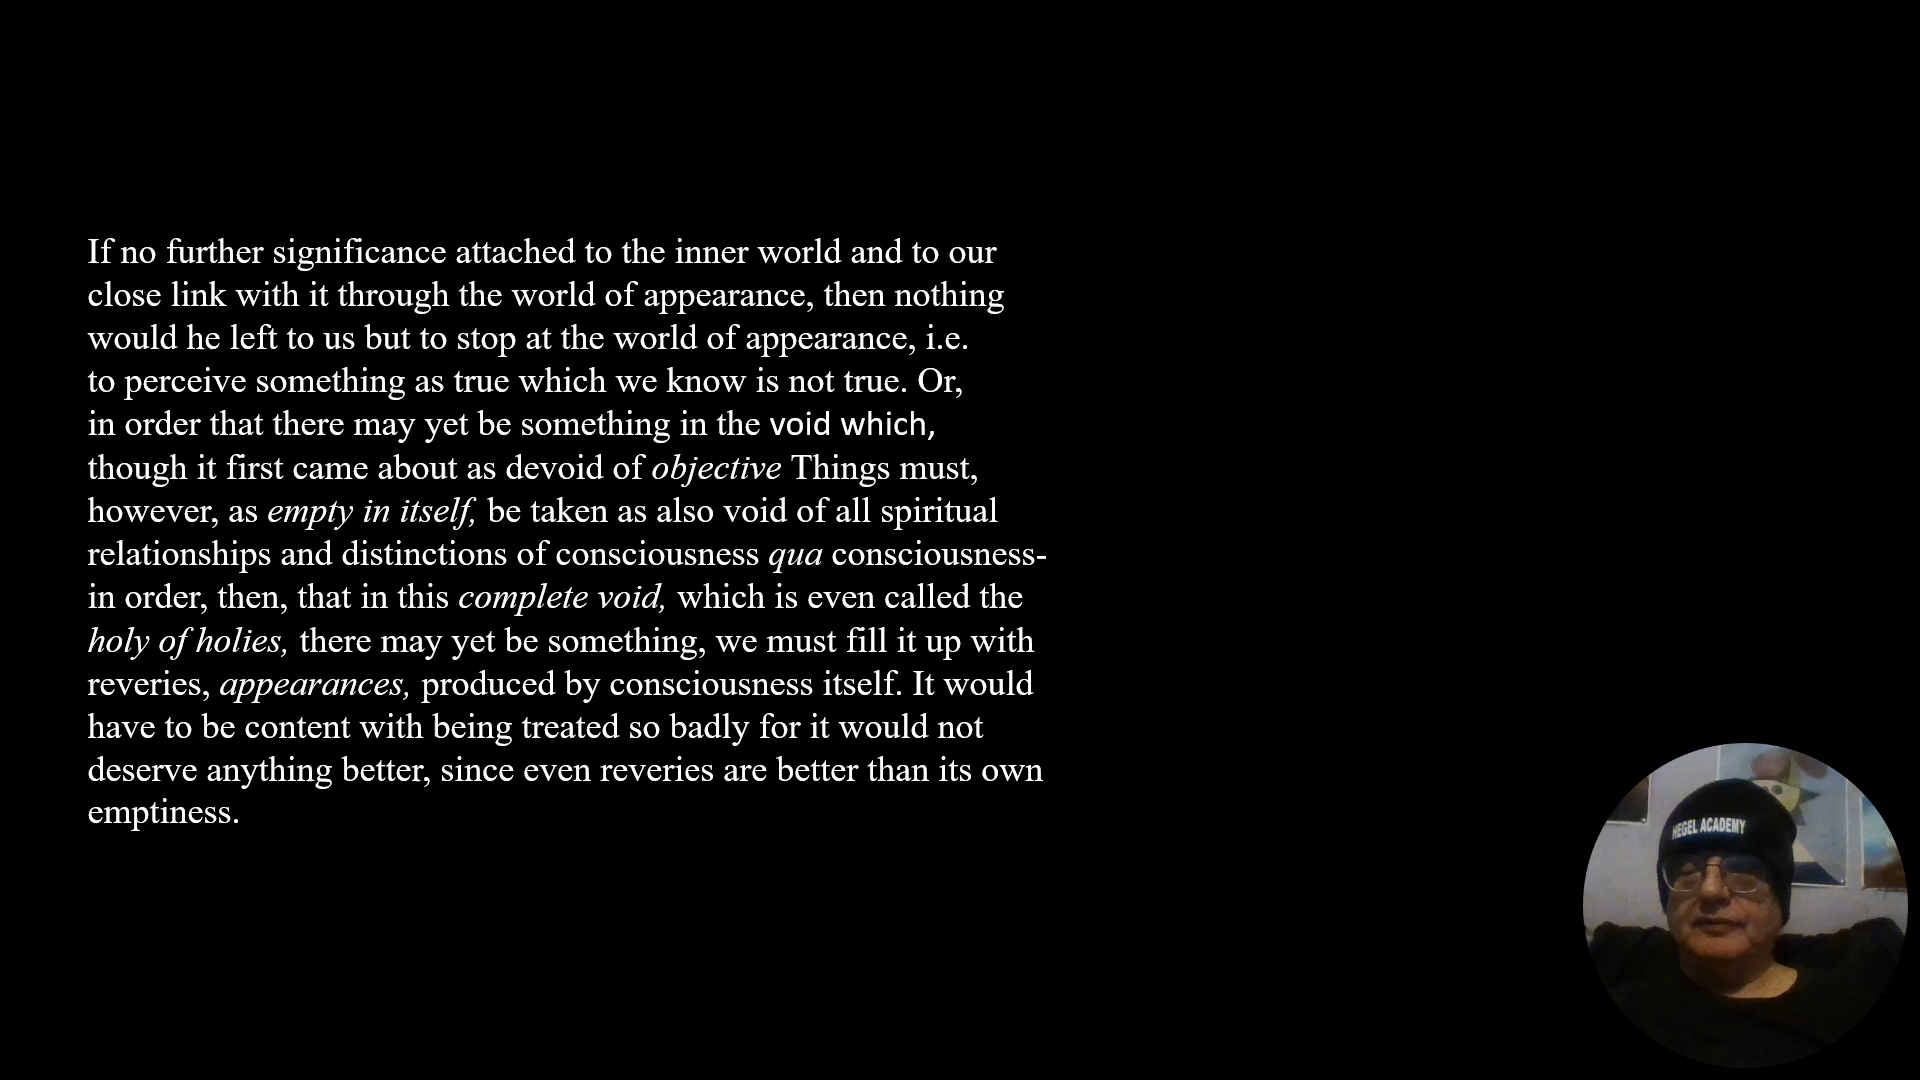 If no further significance attached to the inner world and to our
close link with it through the world of appearance, then nothing
would he left to us but to stop at the world of appearance, i.e.
to perceive something as true which we know is not true. Or,
in order that there may yet be something in the void which,
though it first came about as devoid of objective Things must,
however, as empty in itself, be taken as also void of all spiritual
relationships and distinctions of consciousness qua consciousness-
in order, then, that in this complete void, which is even called the
holy of holies, there may yet be something, we must fill it up with
reveries, appearances, produced by consciousness itself. It would
have to be content with being treated so badly for it would not
deserve anything better, since even reveries are better than its own
emptiness.
HEGEL ACADEMY